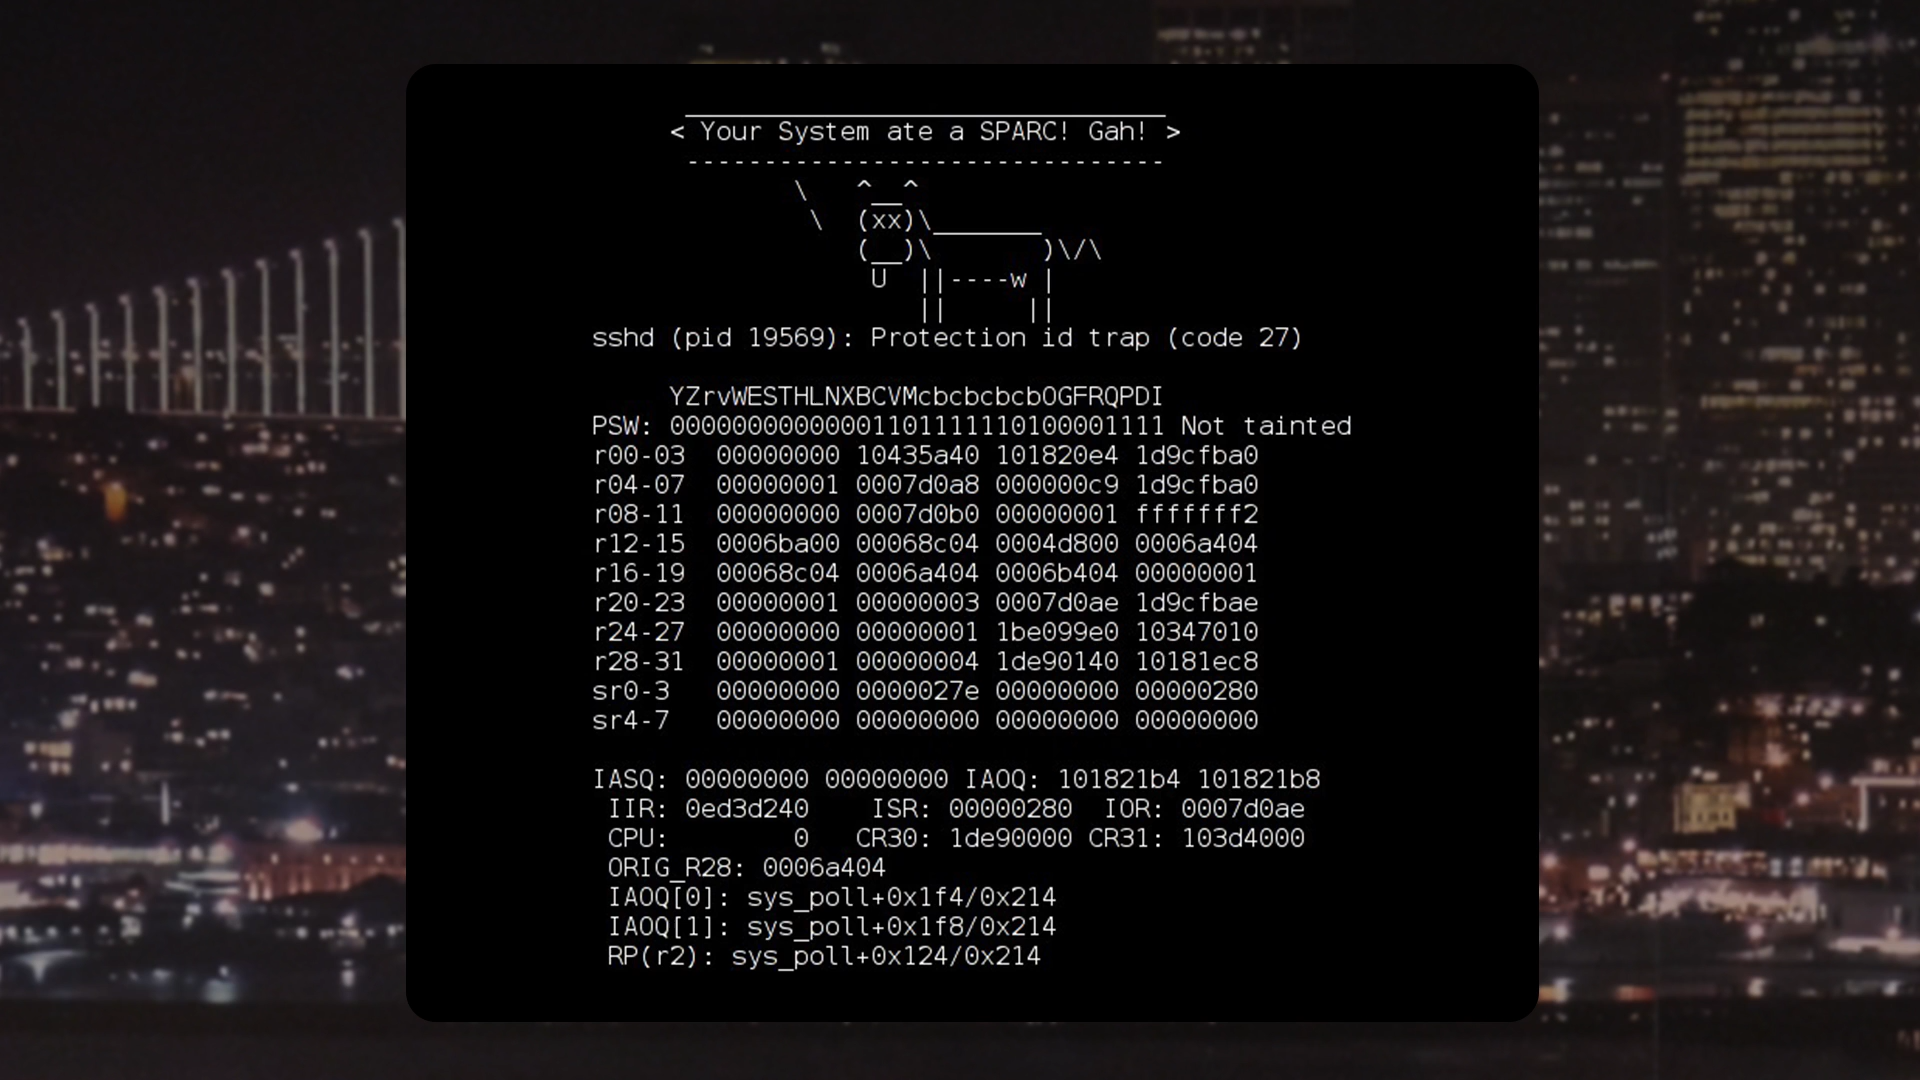 _______________________________
< Your System ate a SPARC! Gah! >
 -------------------------------
        \   ^__^
         \  (xx)\_______
            (__)\       )\/\
             U  ||----w |
                ||     ||
sshd (pid 19569): Protection id trap (code 27)
YZrvWESTHLNXBCVMcbcbcbcbOGFRQPDI
PSW: 000000000000011011111110100001111 Not tainted
r00-03  00000000 10435a40 101820e4 1d9cfba0
r04-07  00000001 0007d0a8 000000c9 1d9cfba0
r08-11  00000000 0007d0b0 00000001 fffffff2
r12-15  0006ba00 00068c04 0004d800 0006a404
r16-19  00068c04 0006a404 0006b404 00000001
r20-23  00000001 00000003 0007d0ae 1d9cfbae
r24-27  00000000 00000001 1be099e0 10347010
r28-31  00000001 00000004 1de90140 10181ec8
sr0-3   00000000 0000027e 00000000 00000280
sr4-7   00000000 00000000 00000000 00000000
IASQ: 00000000 00000000 IAOQ: 101821b4 101821b8
 IIR: 0ed3d240    ISR: 00000280  IOR: 0007d0ae
 CPU:        0   CR30: 1de90000 CR31: 103d4000
 ORIG_R28: 0006a404
 IAOQ[0]: sys_poll+0x1f4/0x214
 IAOQ[1]: sys_poll+0x1f8/0x214
 RP(r2): sys_poll+0x124/0x214